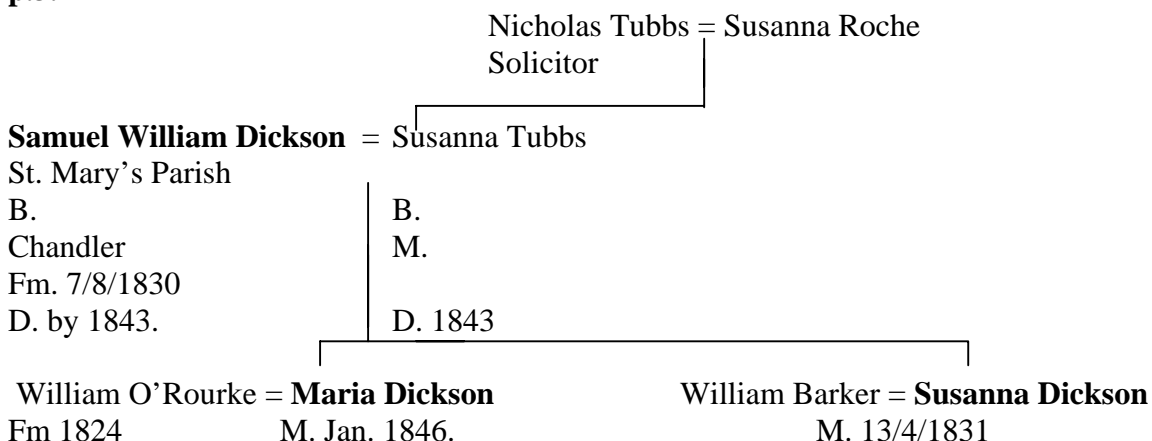 Nicholas Tubbs = Susanna Roche
Solicitor
Samuel William Dickson = Susanna Tubbs
St. Mary's Parish
B. B.
Chandler M.
Fm. 7/8/1830
D. by 1843. D. 1843
William O'Rourke = Maria Dickson William Barker = Susanna Dickson
Fm 1824 M. Jan. 1846. M. 13/4/1831